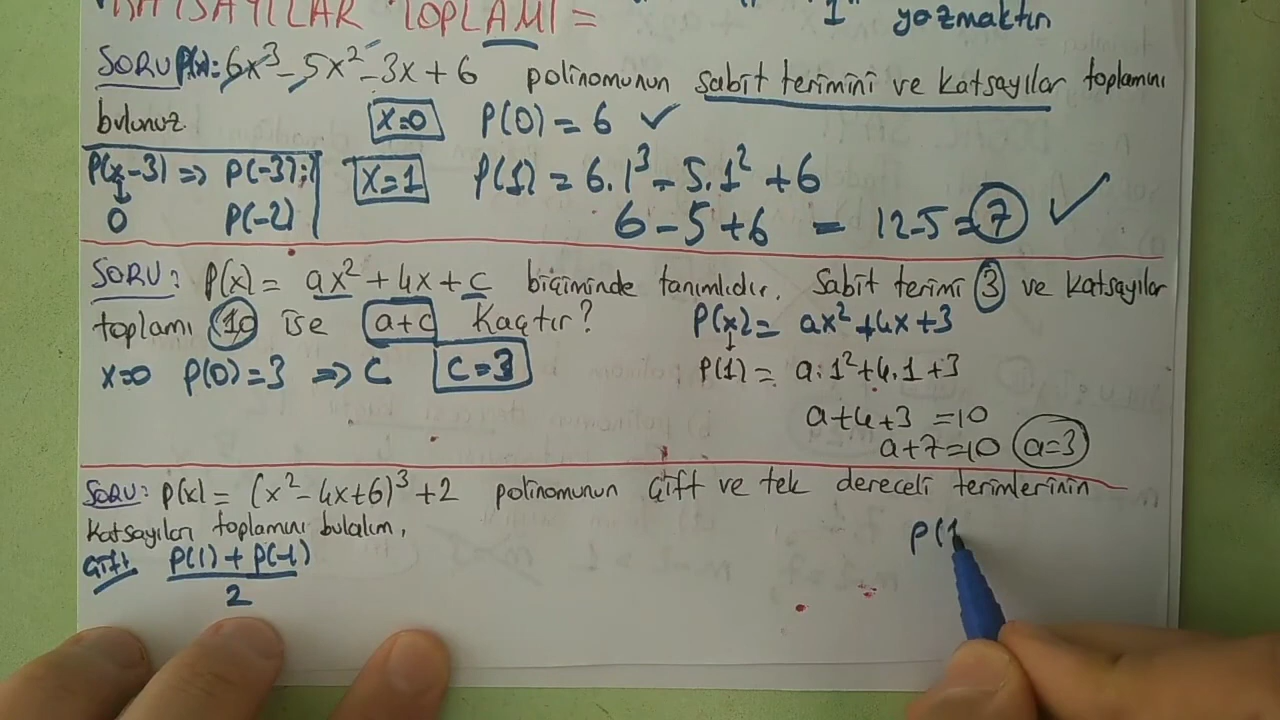 KATSAYILAR TOPLAMI = " " "1" yazmaktır
SORU P(x)= 6x³ - 5x² - 3x + 6 polinomunun sabit terimini ve katsayılar toplamını
bulunuz x=0 P(0) = 6 ✓
P(x-3) => P(-3)
x=1 P(1) = 6.1³ - 5.1² + 6
0 P(-2) 6 - 5 + 6 = 12-5 = 7 ✓
SORU: P(x) = ax² + 4x + c biçiminde tanımlıdır. Sabit terimi 3 ve katsayılar
toplamı 10 ise a+c kaçtır? P(x) = ax² + 4x + 3
x=0 P(0)=3 => c c=3 P(1) = a.1² + 4.1 + 3
a+4+3 = 10
a+7=10 a=3
SORU: P(x) = (x² - 4x + 6)³ + 2 polinomunun Çift ve tek dereceli terimlerinin
katsayıları toplamını bulalım.
P(1
Çift P(1) + P(-1)
2